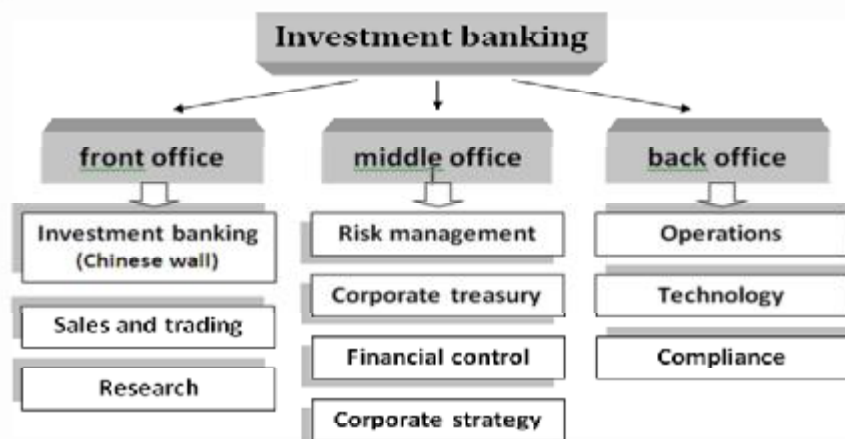 Investment banking
front office
middle office
back office
Investment banking
(Chinese wall)
Sales and trading
Research
Risk management
Corporate treasury
Financial control
Corporate strategy
Operations
Technology
Compliance